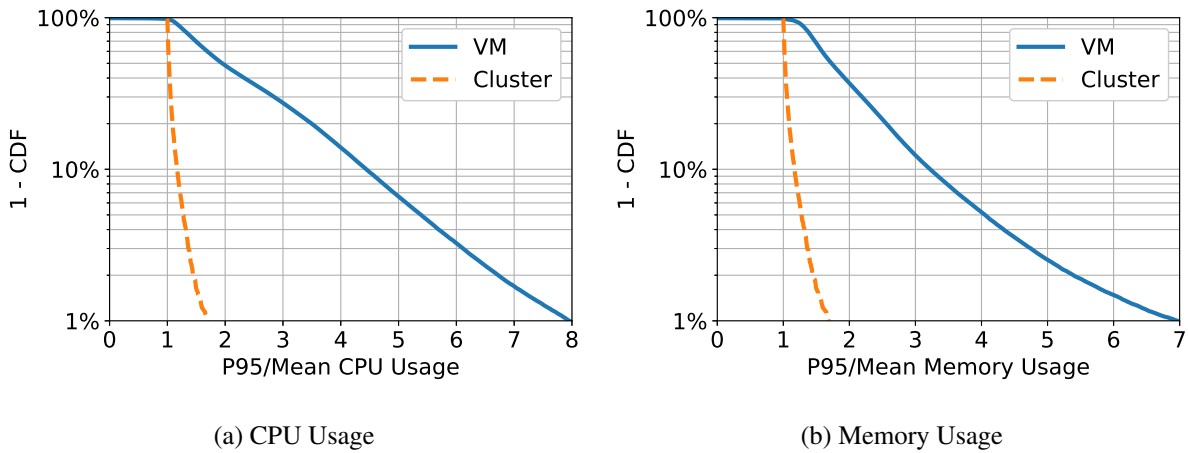 100%
10%
1%
1 - CDF
VM
Cluster
0 1 2 3 4 5 6 7 8
P95/Mean CPU Usage
(a) CPU Usage
100%
10%
1%
1 - CDF
VM
Cluster
0 1 2 3 4 5 6 7
P95/Mean Memory Usage
(b) Memory Usage